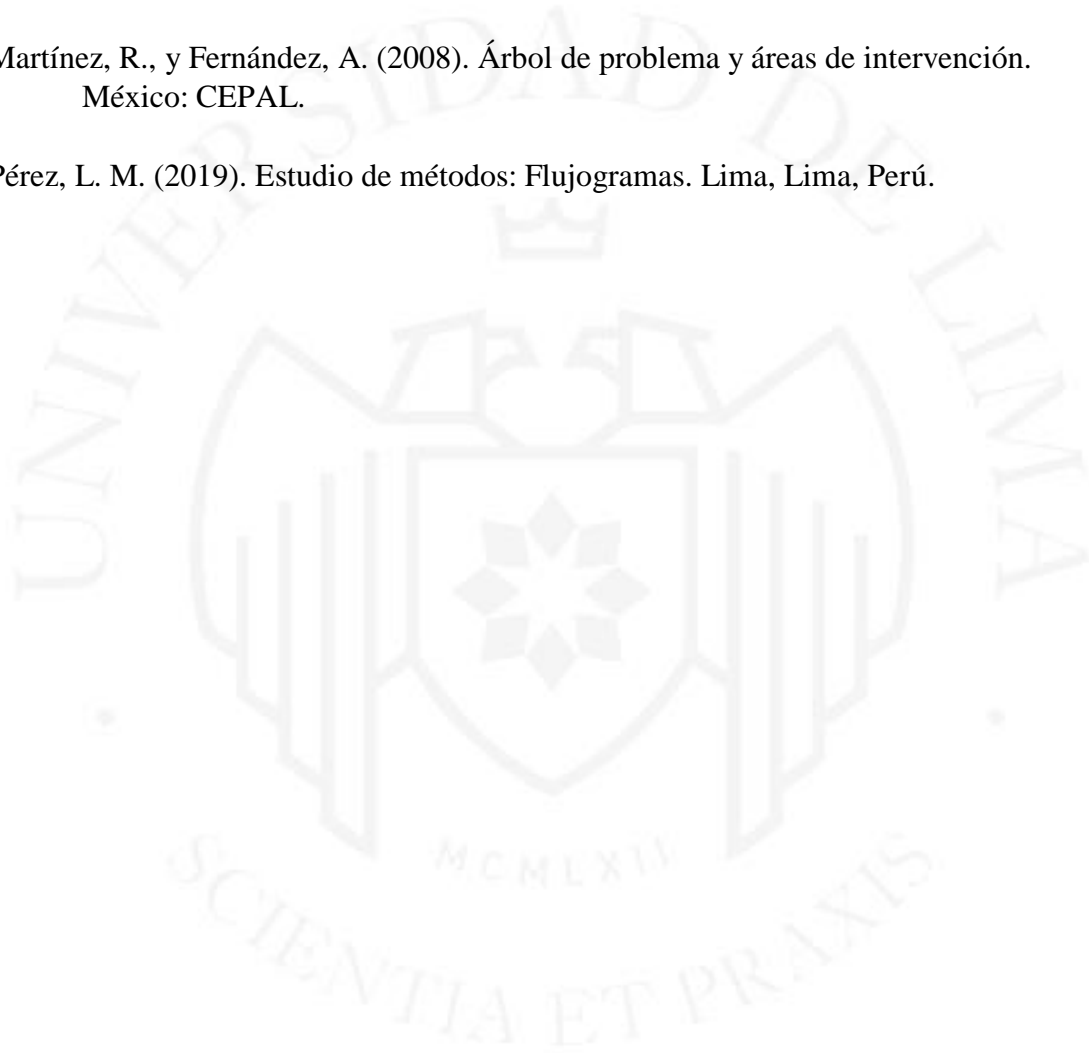 Martínez, R., y Fernández, A. (2008). Árbol de problema y áreas de intervención.
México: CEPAL.
Pérez, L. M. (2019). Estudio de métodos: Flujogramas. Lima, Lima, Perú.
UNIVERSIDAD DE LIMA
MCMLXII
SCIENTIA ET PRAXIS